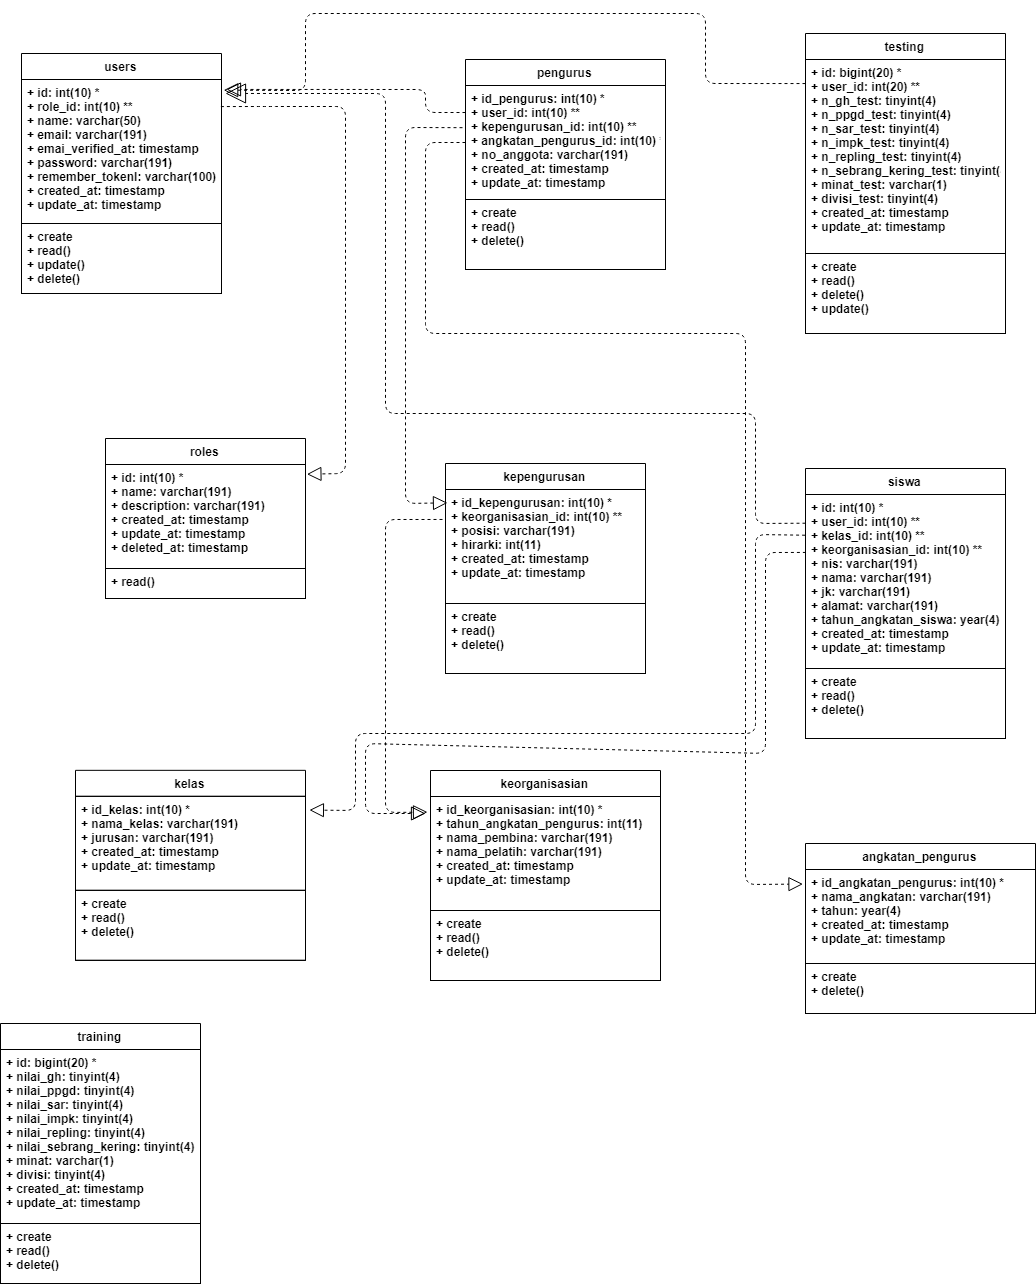 users
+ id: int(10) *
+ role_id: int(10) **
+ name: varchar(50)
+ email: varchar(191)
+ emai_verified_at: timestamp
+ password: varchar(191)
+ remember_tokenl: varchar(100)
+ created_at: timestamp
+ update_at: timestamp
+ create
+ read()
+ update()
+ delete()
pengurus
+ id_pengurus: int(10) *
+ user_id: int(10) **
+ kepengurusan_id: int(10) **
+ angkatan_pengurus_id: int(10)
+ no_anggota: varchar(191)
+ created_at: timestamp
+ update_at: timestamp
+ create
+ read()
+ delete()
testing
+ id: bigint(20) *
+ user_id: int(20) **
+ n_gh_test: tinyint(4)
+ n_ppgd_test: tinyint(4)
+ n_sar_test: tinyint(4)
+ n_impk_test: tinyint(4)
+ n_repling_test: tinyint(4)
+ n_sebrang_kering_test: tinyint(
+ minat_test: varchar(1)
+ divisi_test: tinyint(4)
+ created_at: timestamp
+ update_at: timestamp
+ create
+ read()
+ delete()
+ update()
roles
+ id: int(10) *
+ name: varchar(191)
+ description: varchar(191)
+ created_at: timestamp
+ update_at: timestamp
+ deleted_at: timestamp
+ read()
kepengurusan
+ id_kepengurusan: int(10) *
+ keorganisasian_id: int(10) **
+ posisi: varchar(191)
+ hirarki: int(11)
+ created_at: timestamp
+ update_at: timestamp
+ create
+ read()
+ delete()
siswa
+ id: int(10) *
+ user_id: int(10) **
+ kelas_id: int(10) **
+ keorganisasian_id: int(10) **
+ nis: varchar(191)
+ nama: varchar(191)
+ jk: varchar(191)
+ alamat: varchar(191)
+ tahun_angkatan_siswa: year(4)
+ created_at: timestamp
+ update_at: timestamp
+ create
+ read()
+ delete()
kelas
+ id_kelas: int(10) *
+ nama_kelas: varchar(191)
+ jurusan: varchar(191)
+ created_at: timestamp
+ update_at: timestamp
+ create
+ read()
+ delete()
keorganisasian
+ id_keorganisasian: int(10) *
+ tahun_angkatan_pengurus: int(11)
+ nama_pembina: varchar(191)
+ nama_pelatih: varchar(191)
+ created_at: timestamp
+ update_at: timestamp
+ create
+ read()
+ delete()
angkatan_pengurus
+ id_angkatan_pengurus: int(10) *
+ nama_angkatan: varchar(191)
+ tahun: year(4)
+ created_at: timestamp
+ update_at: timestamp
+ create
+ delete()
training
+ id: bigint(20) *
+ nilai_gh: tinyint(4)
+ nilai_ppgd: tinyint(4)
+ nilai_sar: tinyint(4)
+ nilai_impk: tinyint(4)
+ nilai_repling: tinyint(4)
+ nilai_sebrang_kering: tinyint(4)
+ minat: varchar(1)
+ divisi: tinyint(4)
+ created_at: timestamp
+ update_at: timestamp
+ create
+ read()
+ delete()